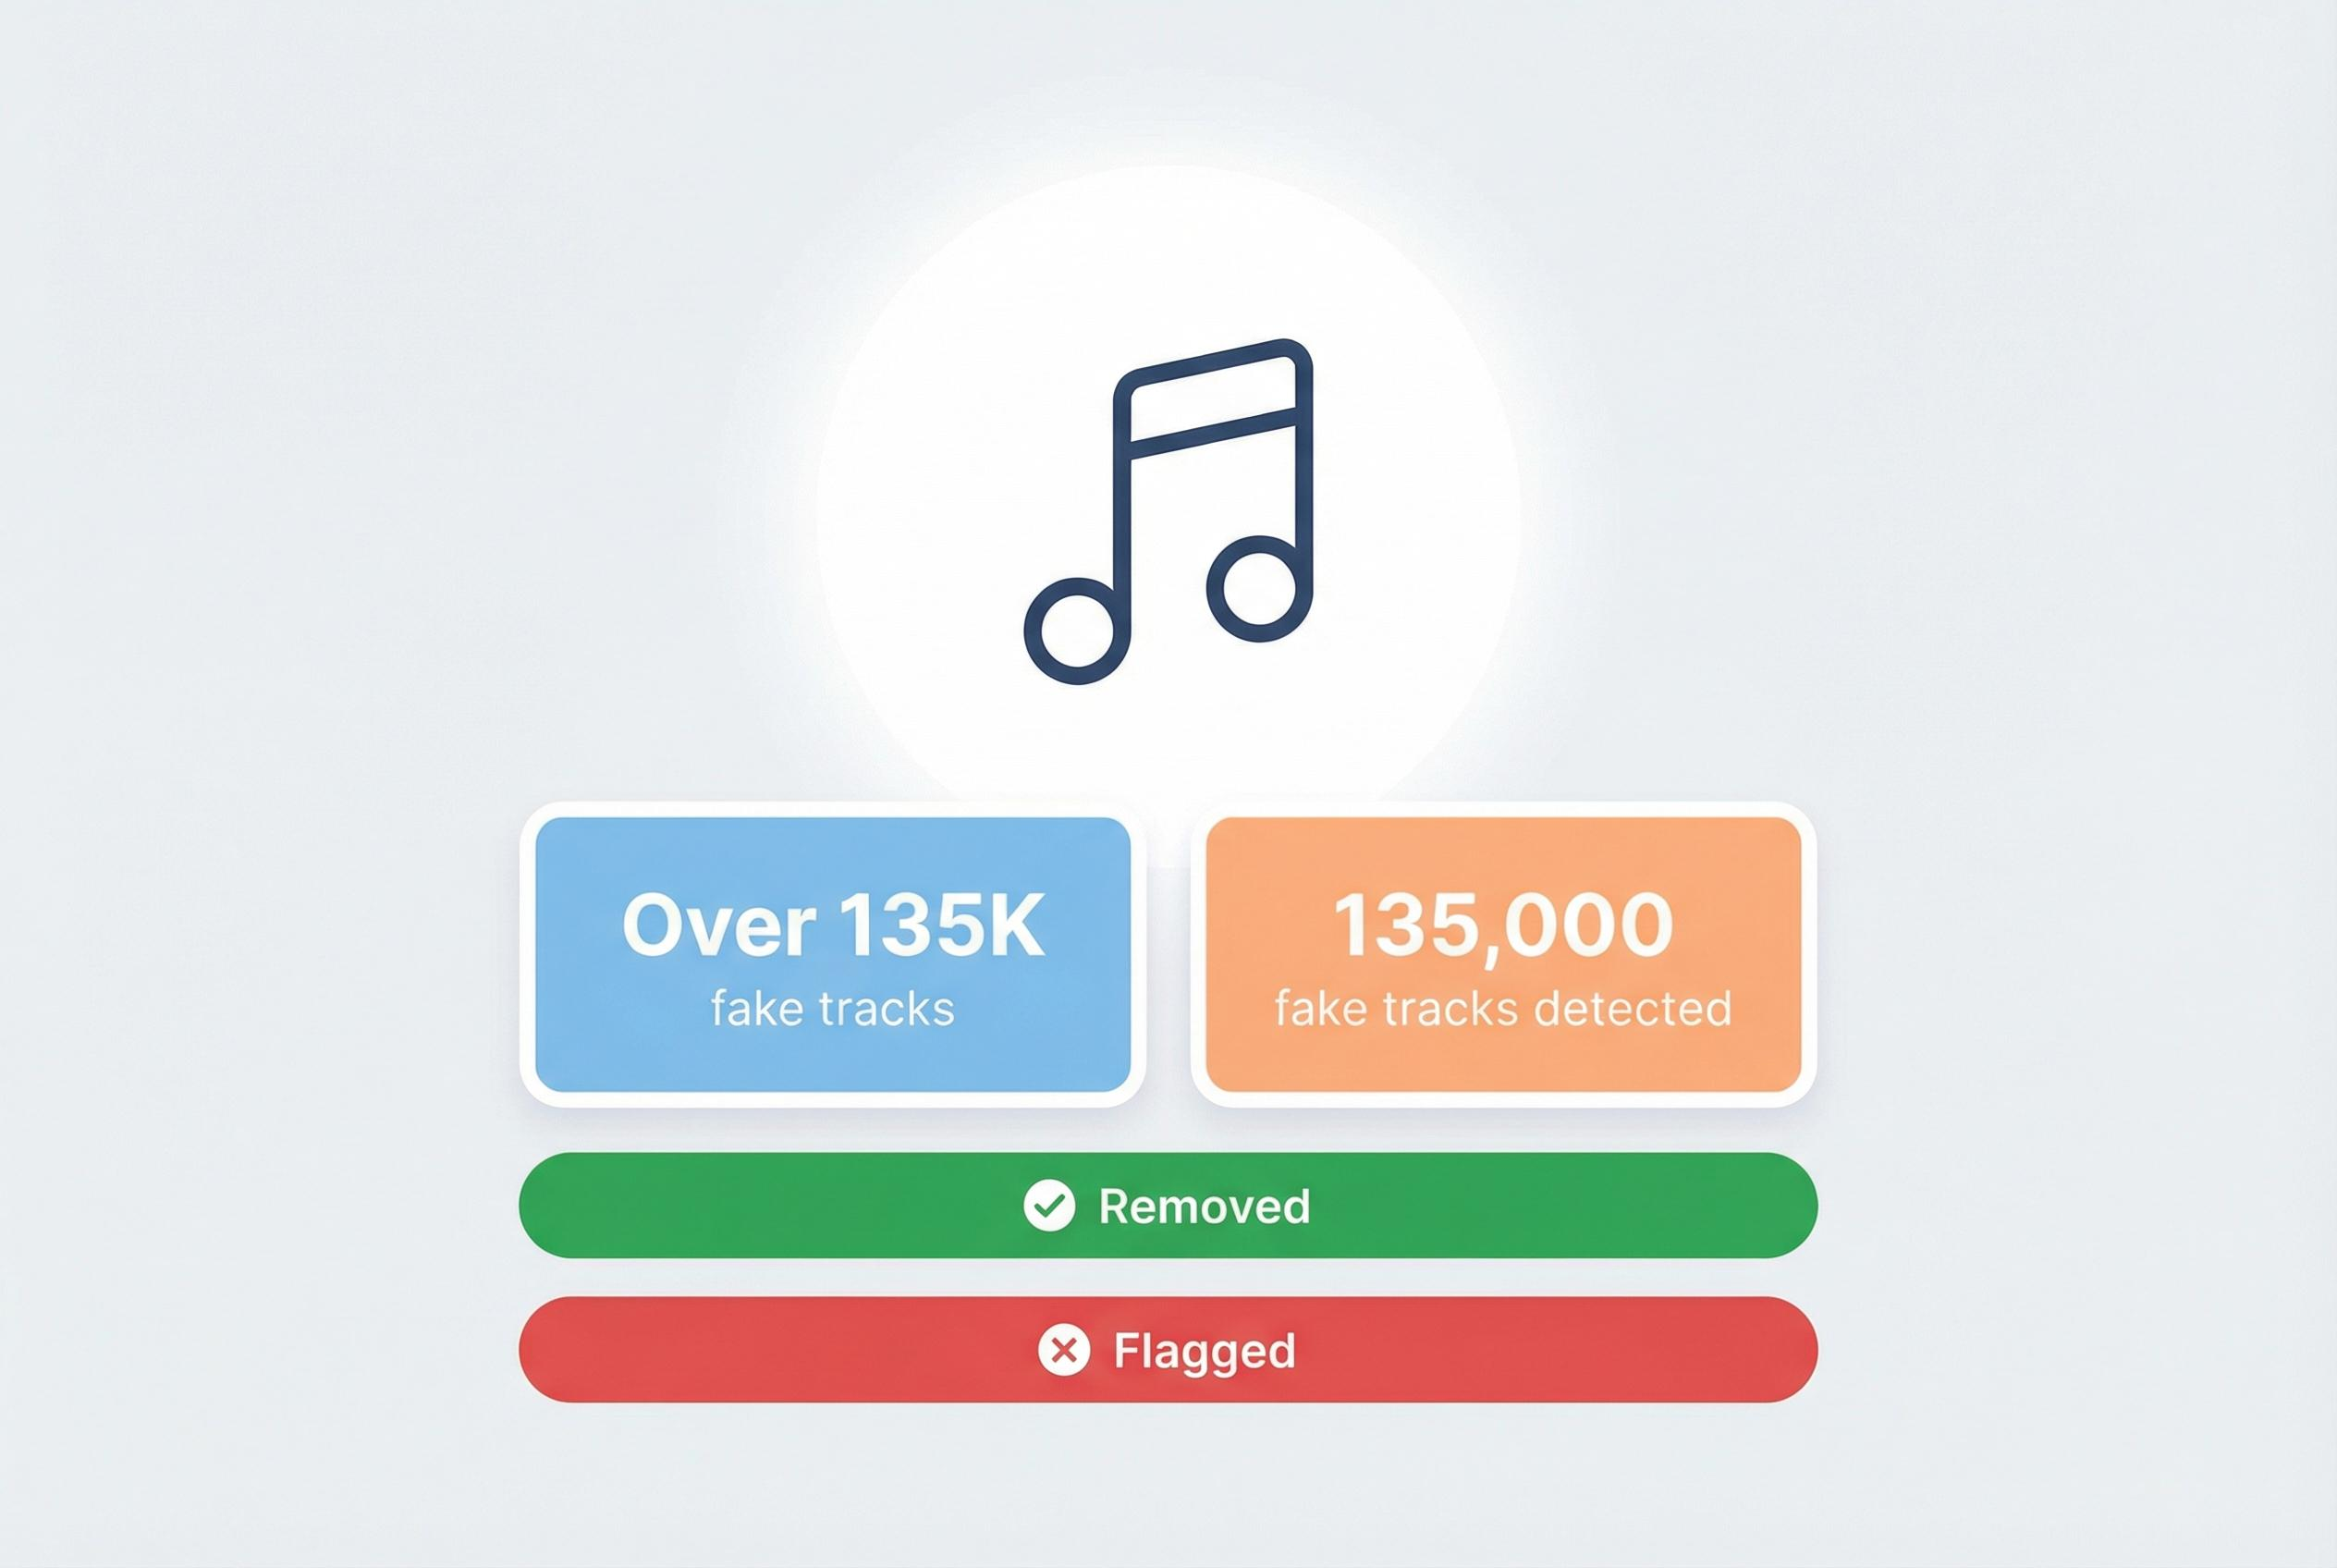 Over 135K
fake tracks
135,000
fake tracks detected
Removed
Flagged